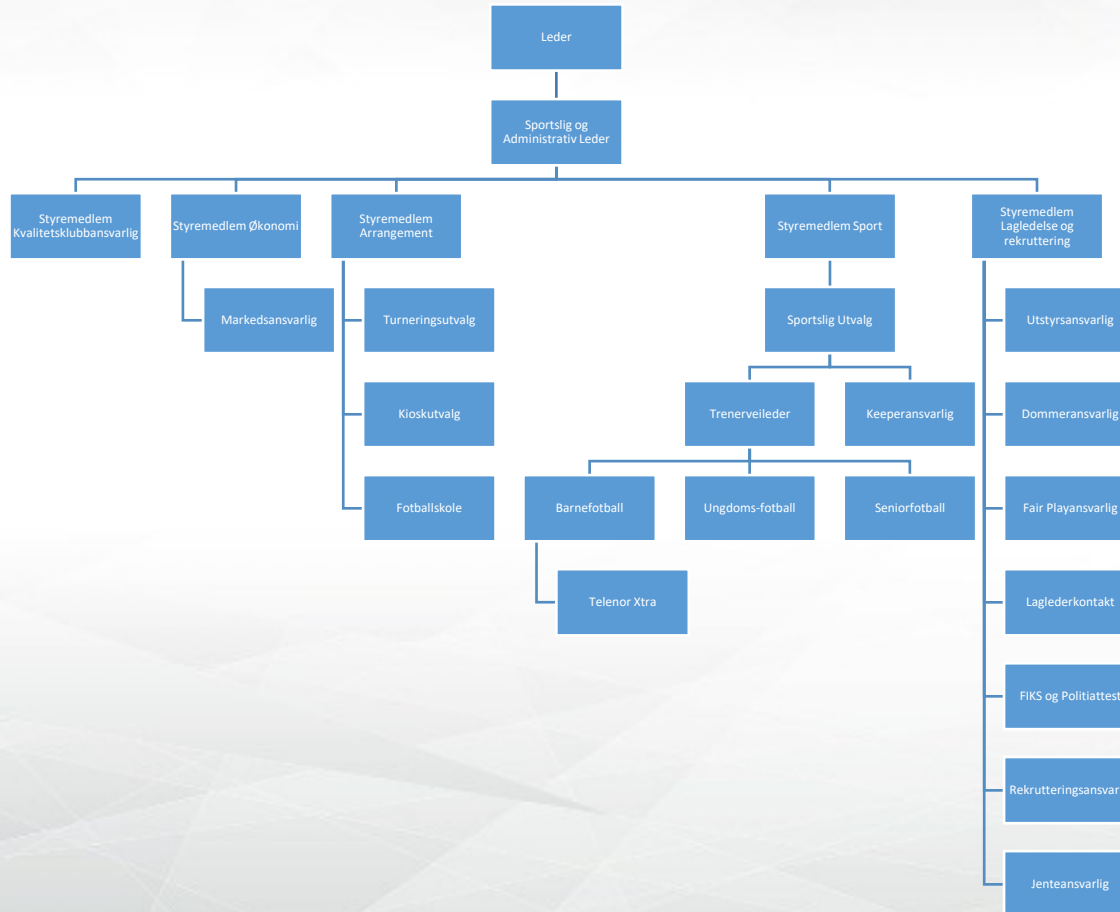 Leder
Sportslig og
Administrativ Leder
Styremedlem
Kvalitetsklubbansvarlig
Styremedlem Økonomi
Styremedlem
Arrangement
Styremedlem Sport
Styremedlem
Lagledelse og
rekruttering
Markedsansvarlig
Turneringsutvalg
Sportslig Utvalg
Utstyrsansvarlig
Kioskutvalg
Trenerveileder
Keeperansvarlig
Dommeransvarlig
Fotballskole
Barnefotball
Ungdoms-fotball
Seniorfotball
Fair Playansvarlig
Telenor Xtra
Laglederkontakt
FIKS og Politiattest
Rekrutteringsansvar
Jenteansvarlig